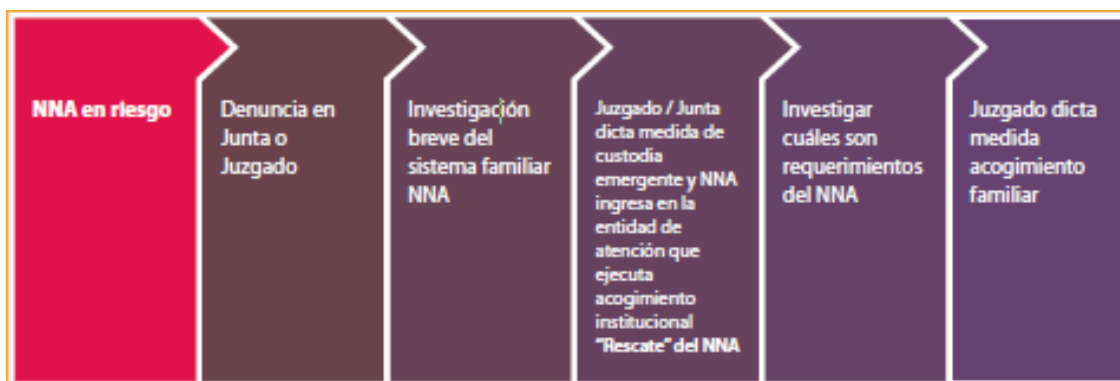 NNA en riesgo
Denuncia en
Junta o
Juzgado
Investigación
breve del
sistema familiar
NNA
Juzgado / Junta
dicta medida de
custodia
emergente y NNA
ingresa en la
entidad de
atención que
ejecuta
acogimiento
institucional
“Rescate” del NNA
Investigar
cuáles son
requerimientos
del NNA
Juzgado dicta
medida
acogimiento
familiar